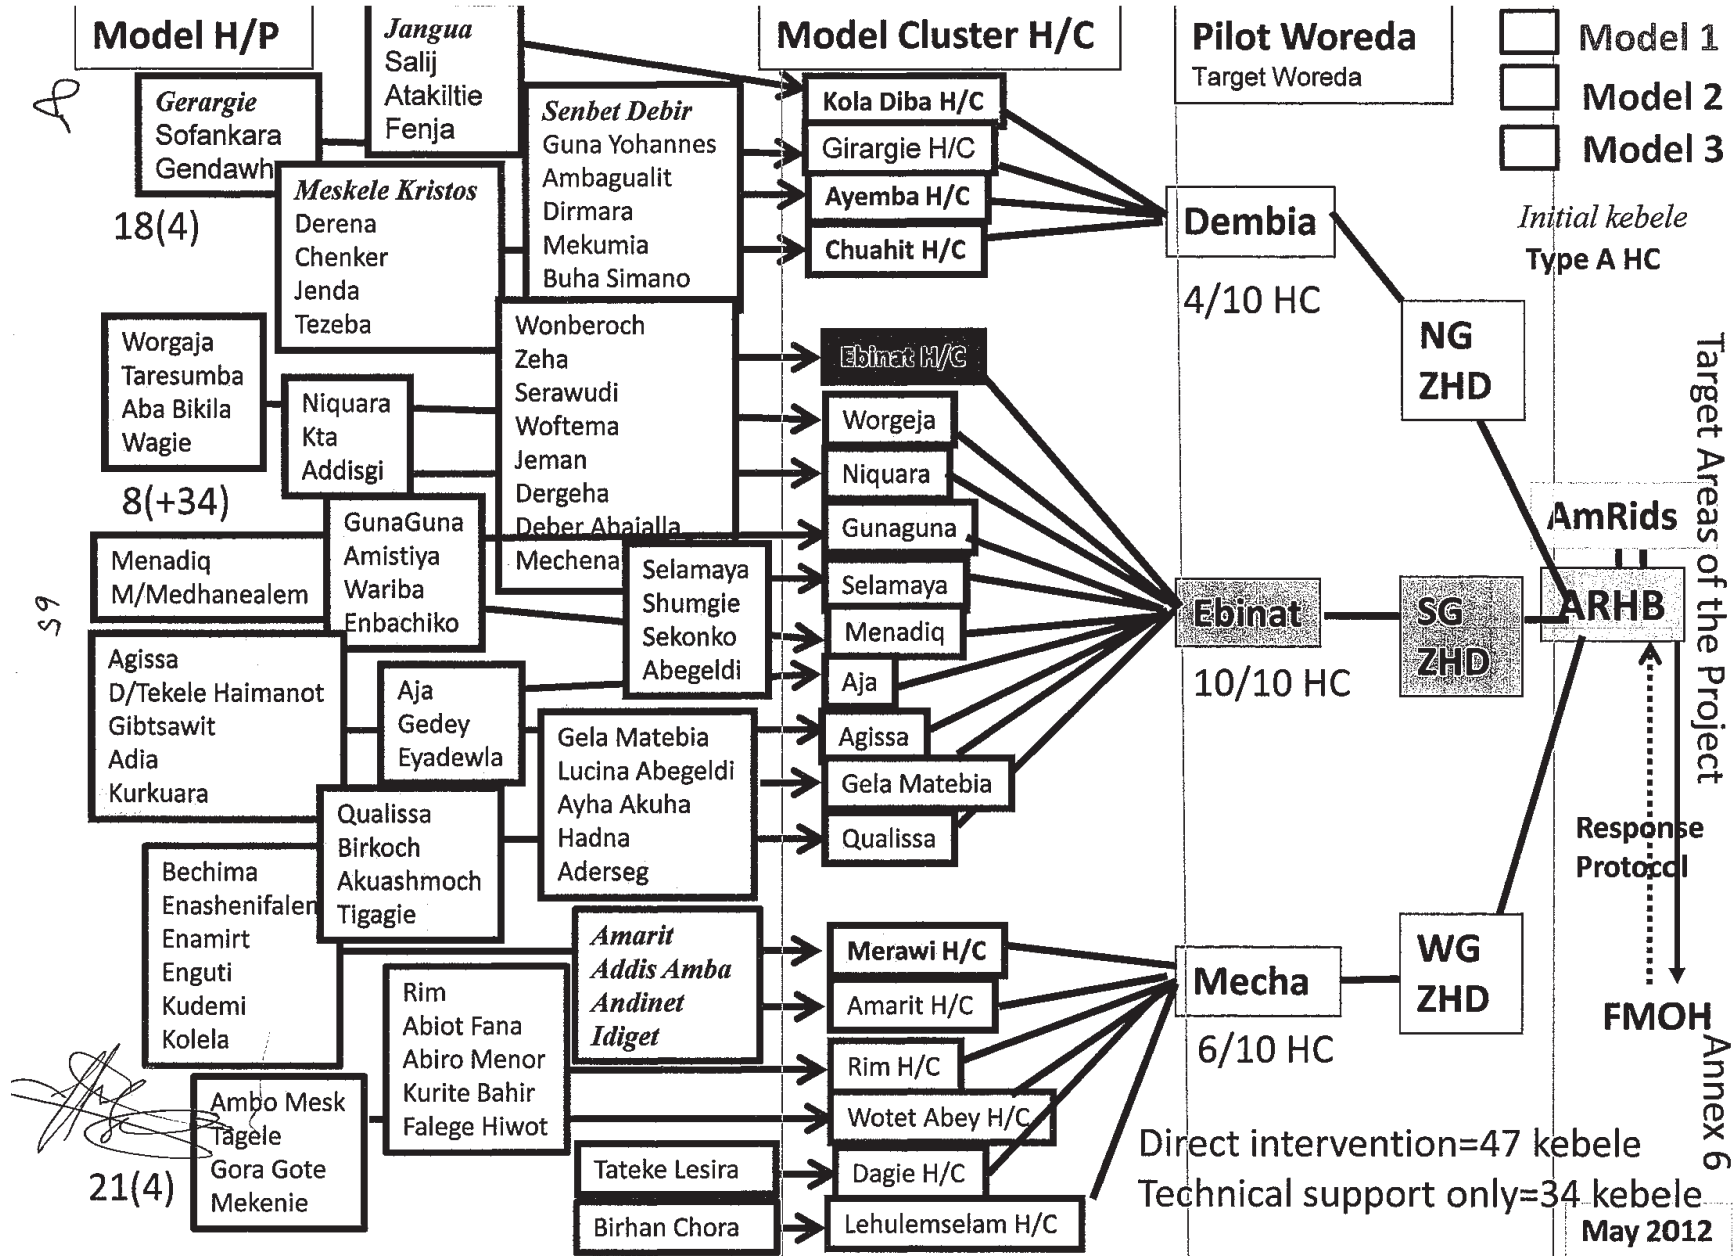 Model H/P
Jangua
Salij
Atakiltie
Fenja
Model Cluster H/C
Pilot Woreda
Target Woreda
Model 1
Model 2
Model 3
Initial kebele
Type A HC
Gerargie
Sofankara
Gendawh
18(4)
Meskele Kristos
Derena
Chenker
Jenda
Tezeba
Senbet Debir
Guna Yohannes
Ambagualit
Dirmara
Mekumia
Buha Simano
Kola Diba H/C
Girargie H/C
Ayemba H/C
Chuahit H/C
Dembia
4/10 HC
NG
ZHD
Worgaja
Taresumba
Aba Bikila
Wagie
8(+34)
Niquara
Kta
Addisgi
Wonberoch
Zeha
Serawudi
Woftema
Jeman
Dergeha
Deber Abajalla
Mechena
Ebinat H/C
Worgeja
Niquara
Gunaguna
Selamaya
Menadiq
Aja
Agissa
Gela Matebia
Qualissa
Menadiq
M/Medhanealem
GunaGuna
Amistiya
Wariba
Enbachiko
Selamaya
Shumgie
Sekonko
Abegeldi
Agissa
D/Tekele Haimanot
Gibtsawit
Adia
Kurkuara
Aja
Gedey
Eyadewla
Gela Matebia
Lucina Abegeldi
Ayha Akuha
Hadna
Aderseg
Qualissa
Birkoch
Akuashmoch
Tigagie
Ebinat
10/10 HC
SG
ZHD
AmRids
ARHB
Response
Protocol
FMOH
Bechima
Enashenifalen
Enamirt
Enguti
Kudemi
Kolela
Amarit
Addis Amba
Andinet
Idiget
Rim
Abiot Fana
Abiro Menor
Kurite Bahir
Falege Hiwot
Ambo Mesk
Tagele
Gora Gote
Mekenie
21(4)
Tateke Lesira
Birhan Chora
Merawi H/C
Amarit H/C
Rim H/C
Wotet Abey H/C
Dagie H/C
Lehulemselam H/C
Mecha
6/10 HC
WG
ZHD
Direct intervention=47 kebele
Technical support only=34 kebele
May 2012
Target Areas of the Project
Annex 6
59